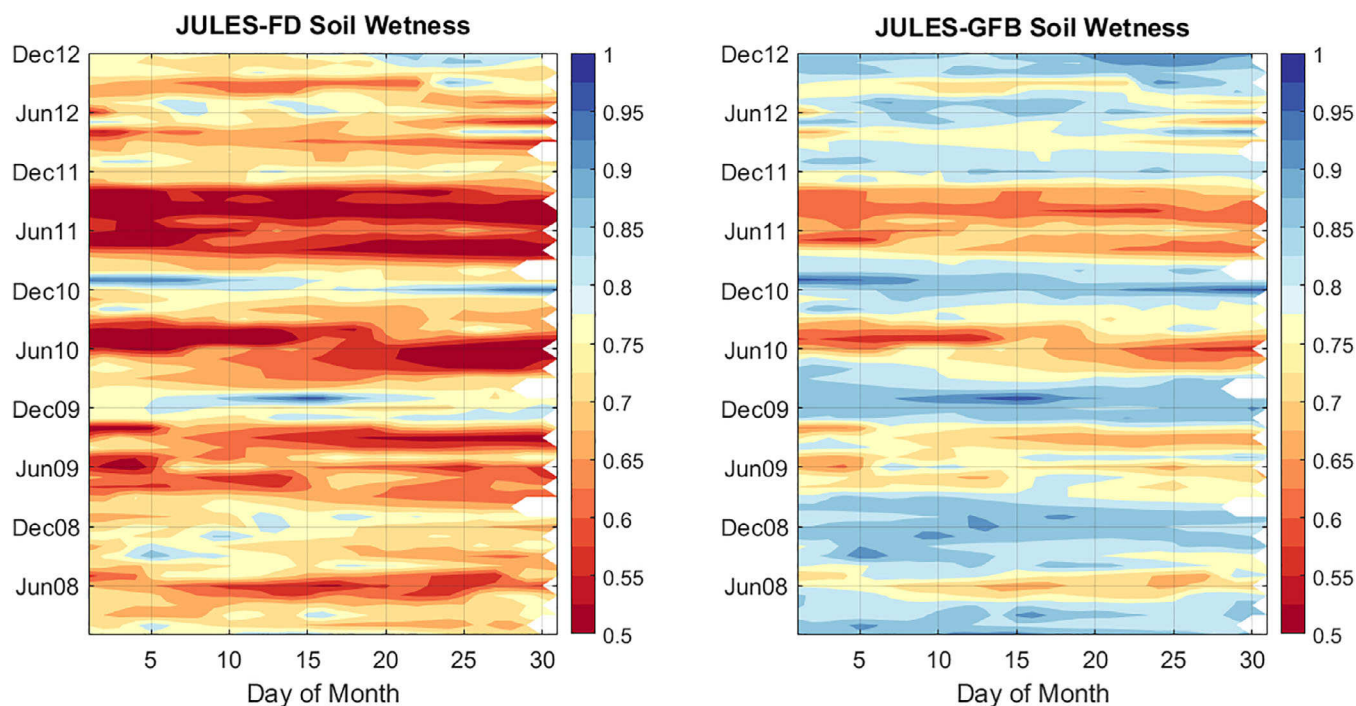 JULES-FD Soil Wetness
Dec12
Jun12
Dec11
Jun11
Dec10
Jun10
Dec09
Jun09
Dec08
Jun08
5 10 15 20 25 30
Day of Month
1
0.95
0.9
0.85
0.8
0.75
0.7
0.65
0.6
0.55
0.5
JULES-GFB Soil Wetness
Dec12
Jun12
Dec11
Jun11
Dec10
Jun10
Dec09
Jun09
Dec08
Jun08
5 10 15 20 25 30
Day of Month
1
0.95
0.9
0.85
0.8
0.75
0.7
0.65
0.6
0.55
0.5